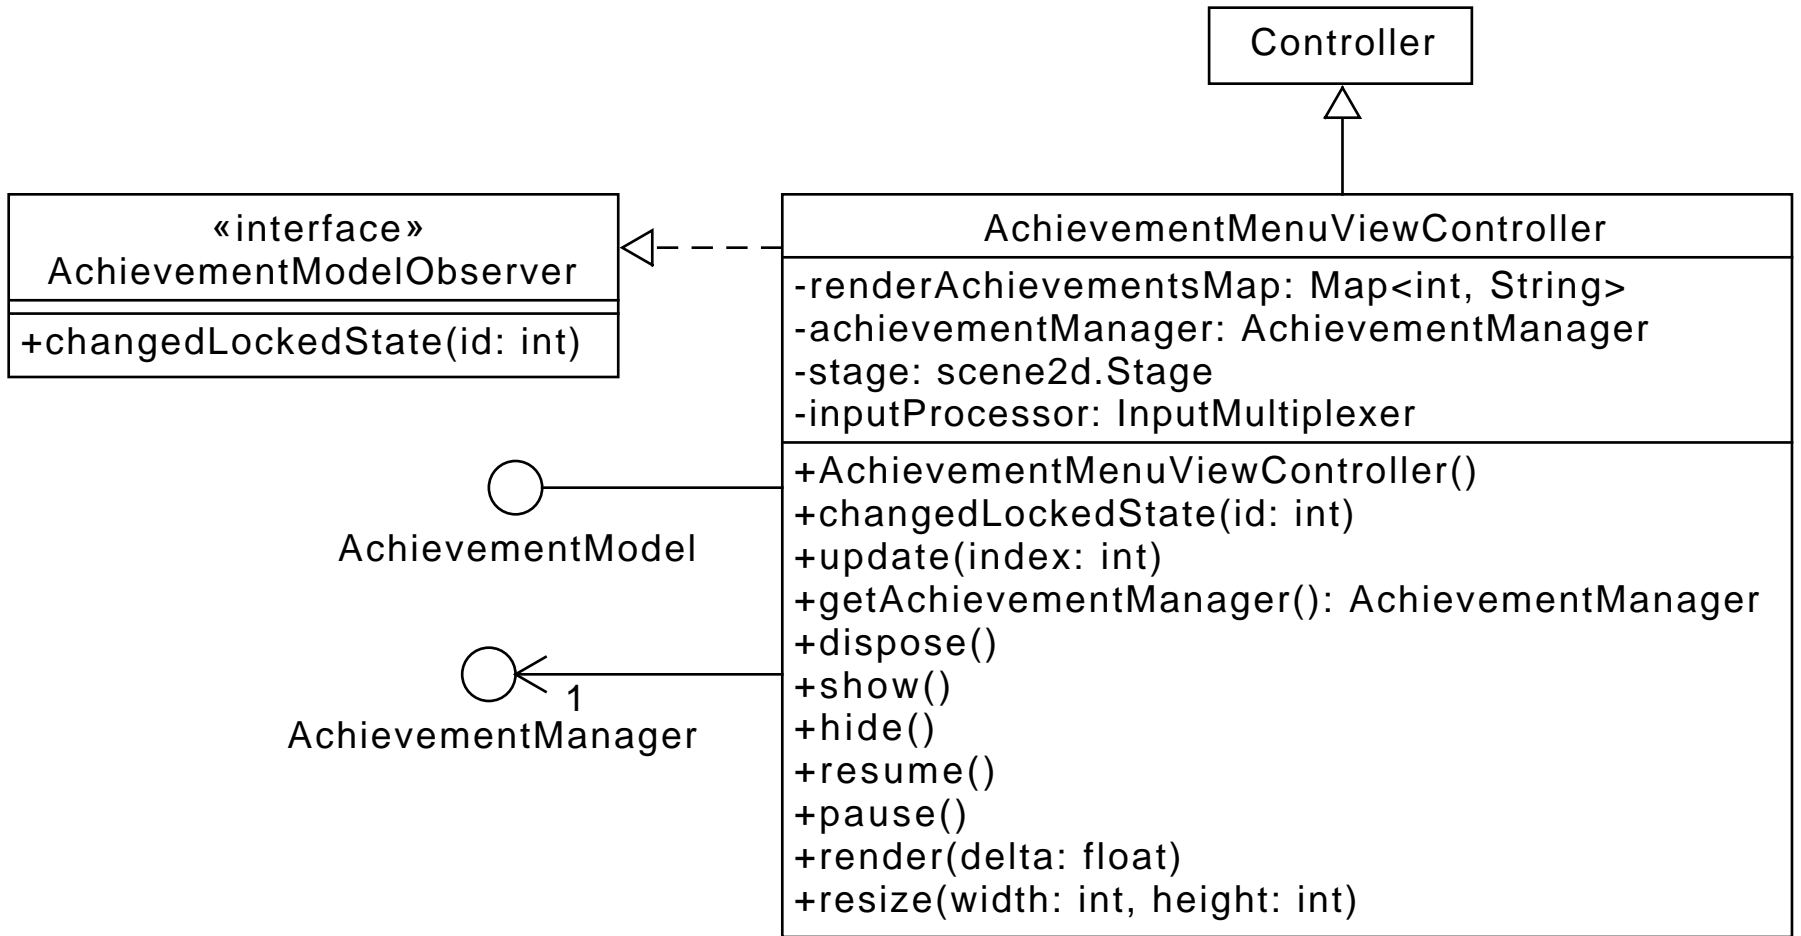 Controller
«interface»
AchievementModelObserver
+changedLockedState(id: int)
AchievementMenuViewController
-renderAchievementsMap: Map<int, String>
-achievementManager: AchievementManager
-stage: scene2d.Stage
-inputProcessor: InputMultiplexer
+AchievementMenuViewController()
+changedLockedState(id: int)
+update(index: int)
+getAchievementManager(): AchievementManager
+dispose()
+show()
+hide()
+resume()
+pause()
+render(delta: float)
+resize(width: int, height: int)
AchievementModel
1
AchievementManager